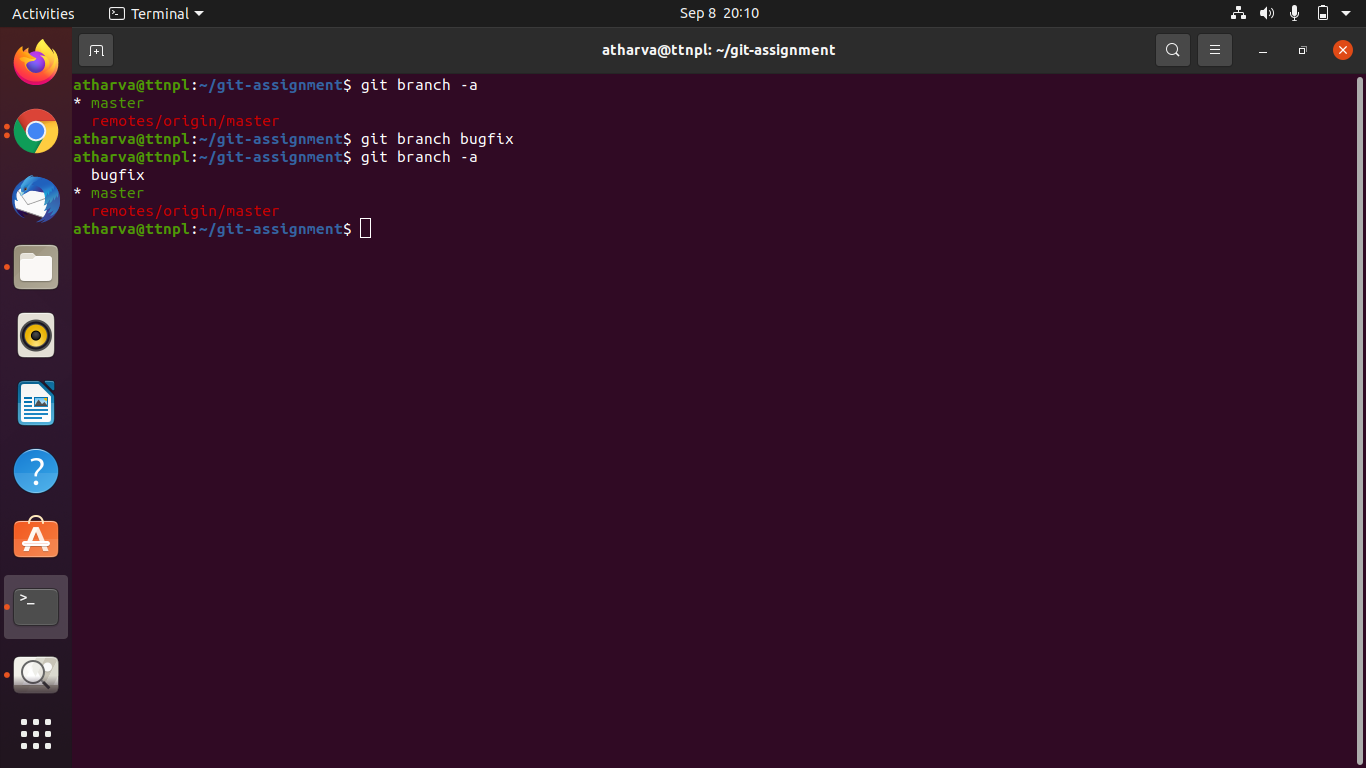 Activities
Terminal
Sep 8 20:10
atharva@ttnpl: ~/git-assignment
atharva@ttnpl:~/git-assignment$ git branch -a
* master
remotes/origin/master
atharva@ttnpl:~/git-assignment$ git branch bugfix
atharva@ttnpl:~/git-assignment$ git branch -a
bugfix
* master
remotes/origin/master
atharva@ttnpl:~/git-assignment$